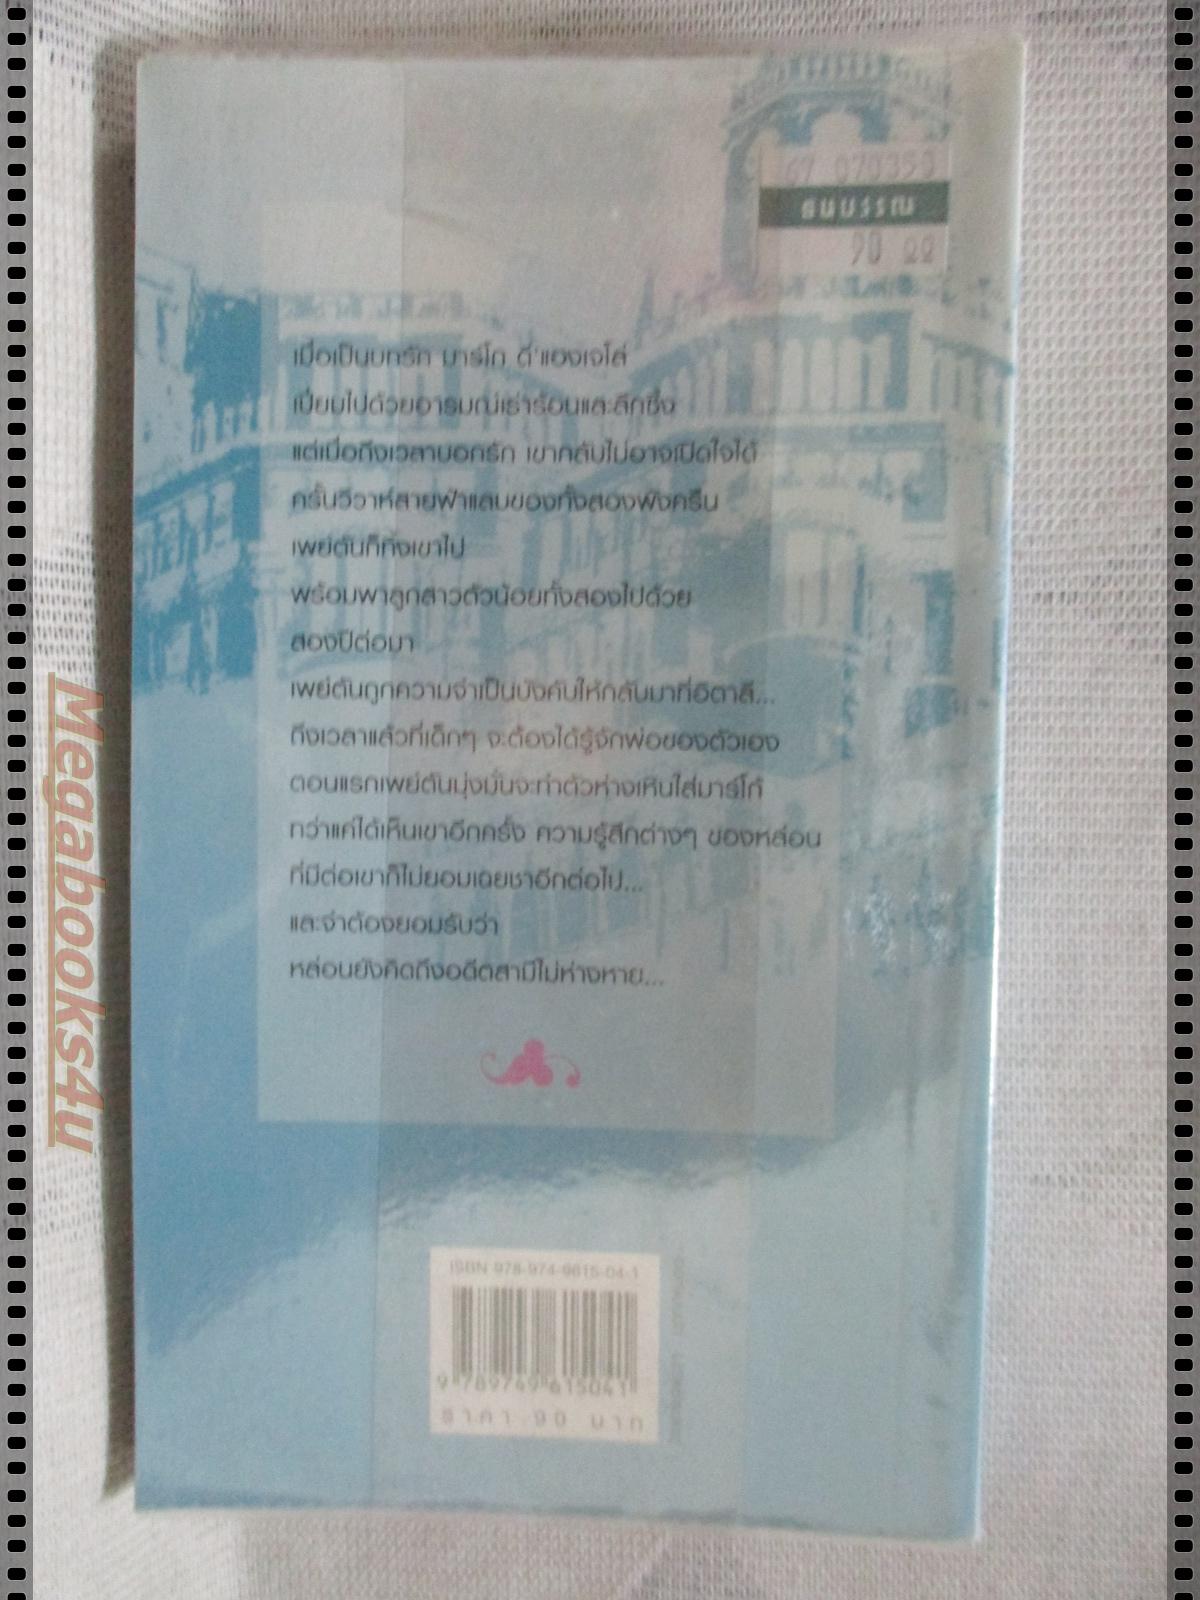 67 070350
ธนบรรณ
90 22
เมื่อเป็นบทรัก มาร์โก ดี'แองเจโล่
เปี่ยมไปด้วยอารมณ์เร่าร้อนและลึกซึ้ง
แต่เมื่อถึงเวลาบอกรัก เขากลับไม่อาจเปิดใจได้
ครั้นวิวาห์สายฟ้าแลบของทั้งสองพังครืน
เพย์ตันก็ทิ้งเขาไป
พร้อมพาลูกสาวตัวน้อยทั้งสองไปด้วย
สองปีต่อมา
เพย์ตันถูกความจำเป็นบังคับให้กลับมาที่อิตาลี...
ถึงเวลาแล้วที่เด็กๆ จะต้องได้รู้จักพ่อของตัวเอง
ตอนแรกเพย์ตันมุ่งมั่นจะทำตัวห่างเหินใส่มาร์โก้
ทว่าแค่ได้เห็นเขาอีกครั้ง ความรู้สึกต่างๆ ของหล่อน
ที่มีต่อเขาก็ไม่ยอมเฉยชาอีกต่อไป...
และจำต้องยอมรับว่า
หล่อนยังคิดถึงอดีตสามีไม่ห่างหาย...
Megabooks4u
ISBN 978-974-9615-04-1
9 789749 615041
ราคา 90 บาท